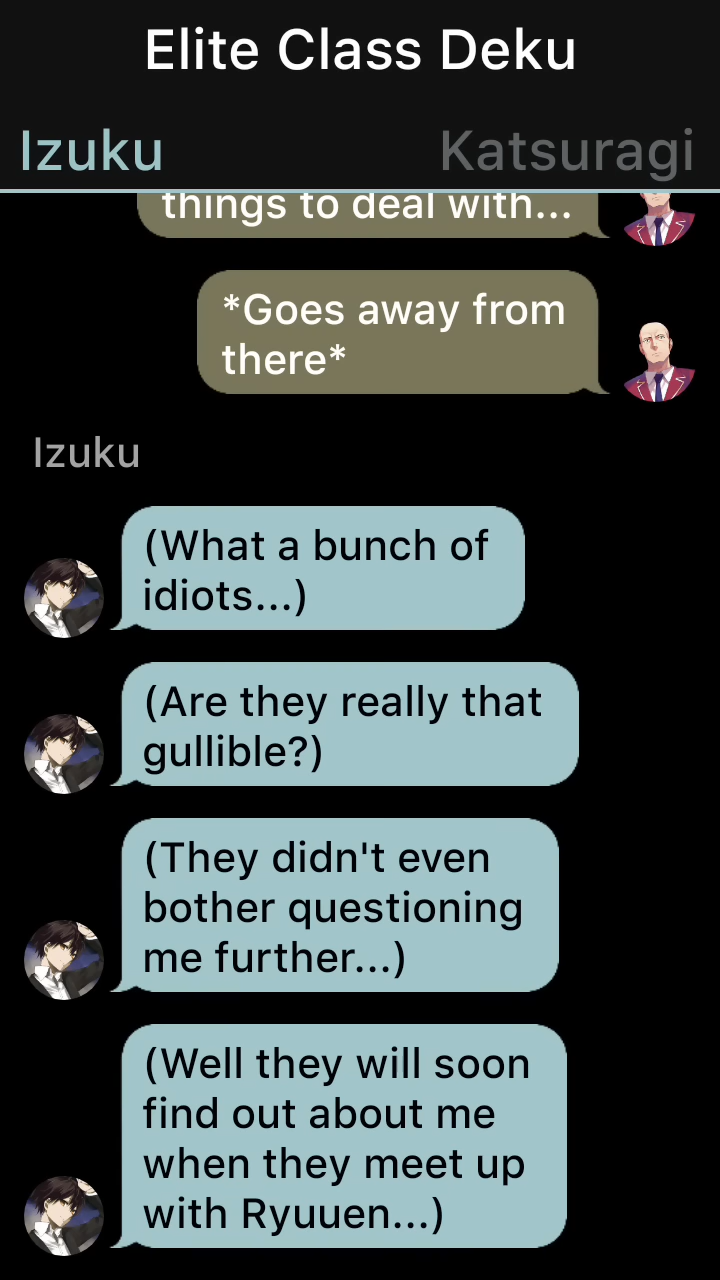 Elite Class Deku
Izuku
Katsuragi
things to deal with...
*Goes away from
there*
Izuku
(What a bunch of
idiots...)
(Are they really that
gullible?)
(They didn't even
bother questioning
me further...)
(Well they will soon
find out about me
when they meet up
with Ryuuen...)